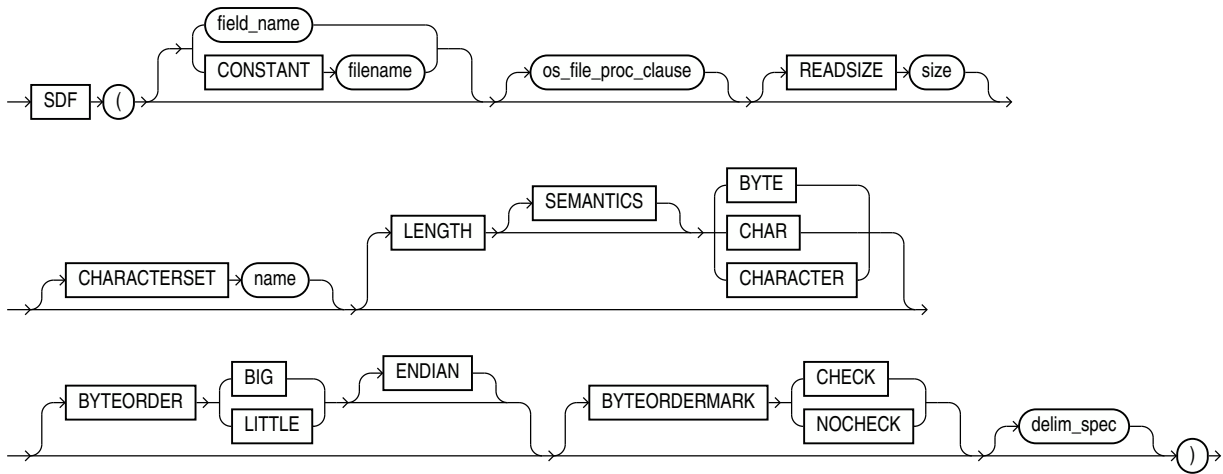 field_name
CONSTANT filename os_file_proc_clause READSIZE size
SDF (
SEMANTICS BYTE
LENGTH CHAR
CHARACTERSET name CHARACTER
BIG ENDIAN CHECK
BYTEORDER BYTEORDERMARK
LITTLE NOCHECK delim_spec
)